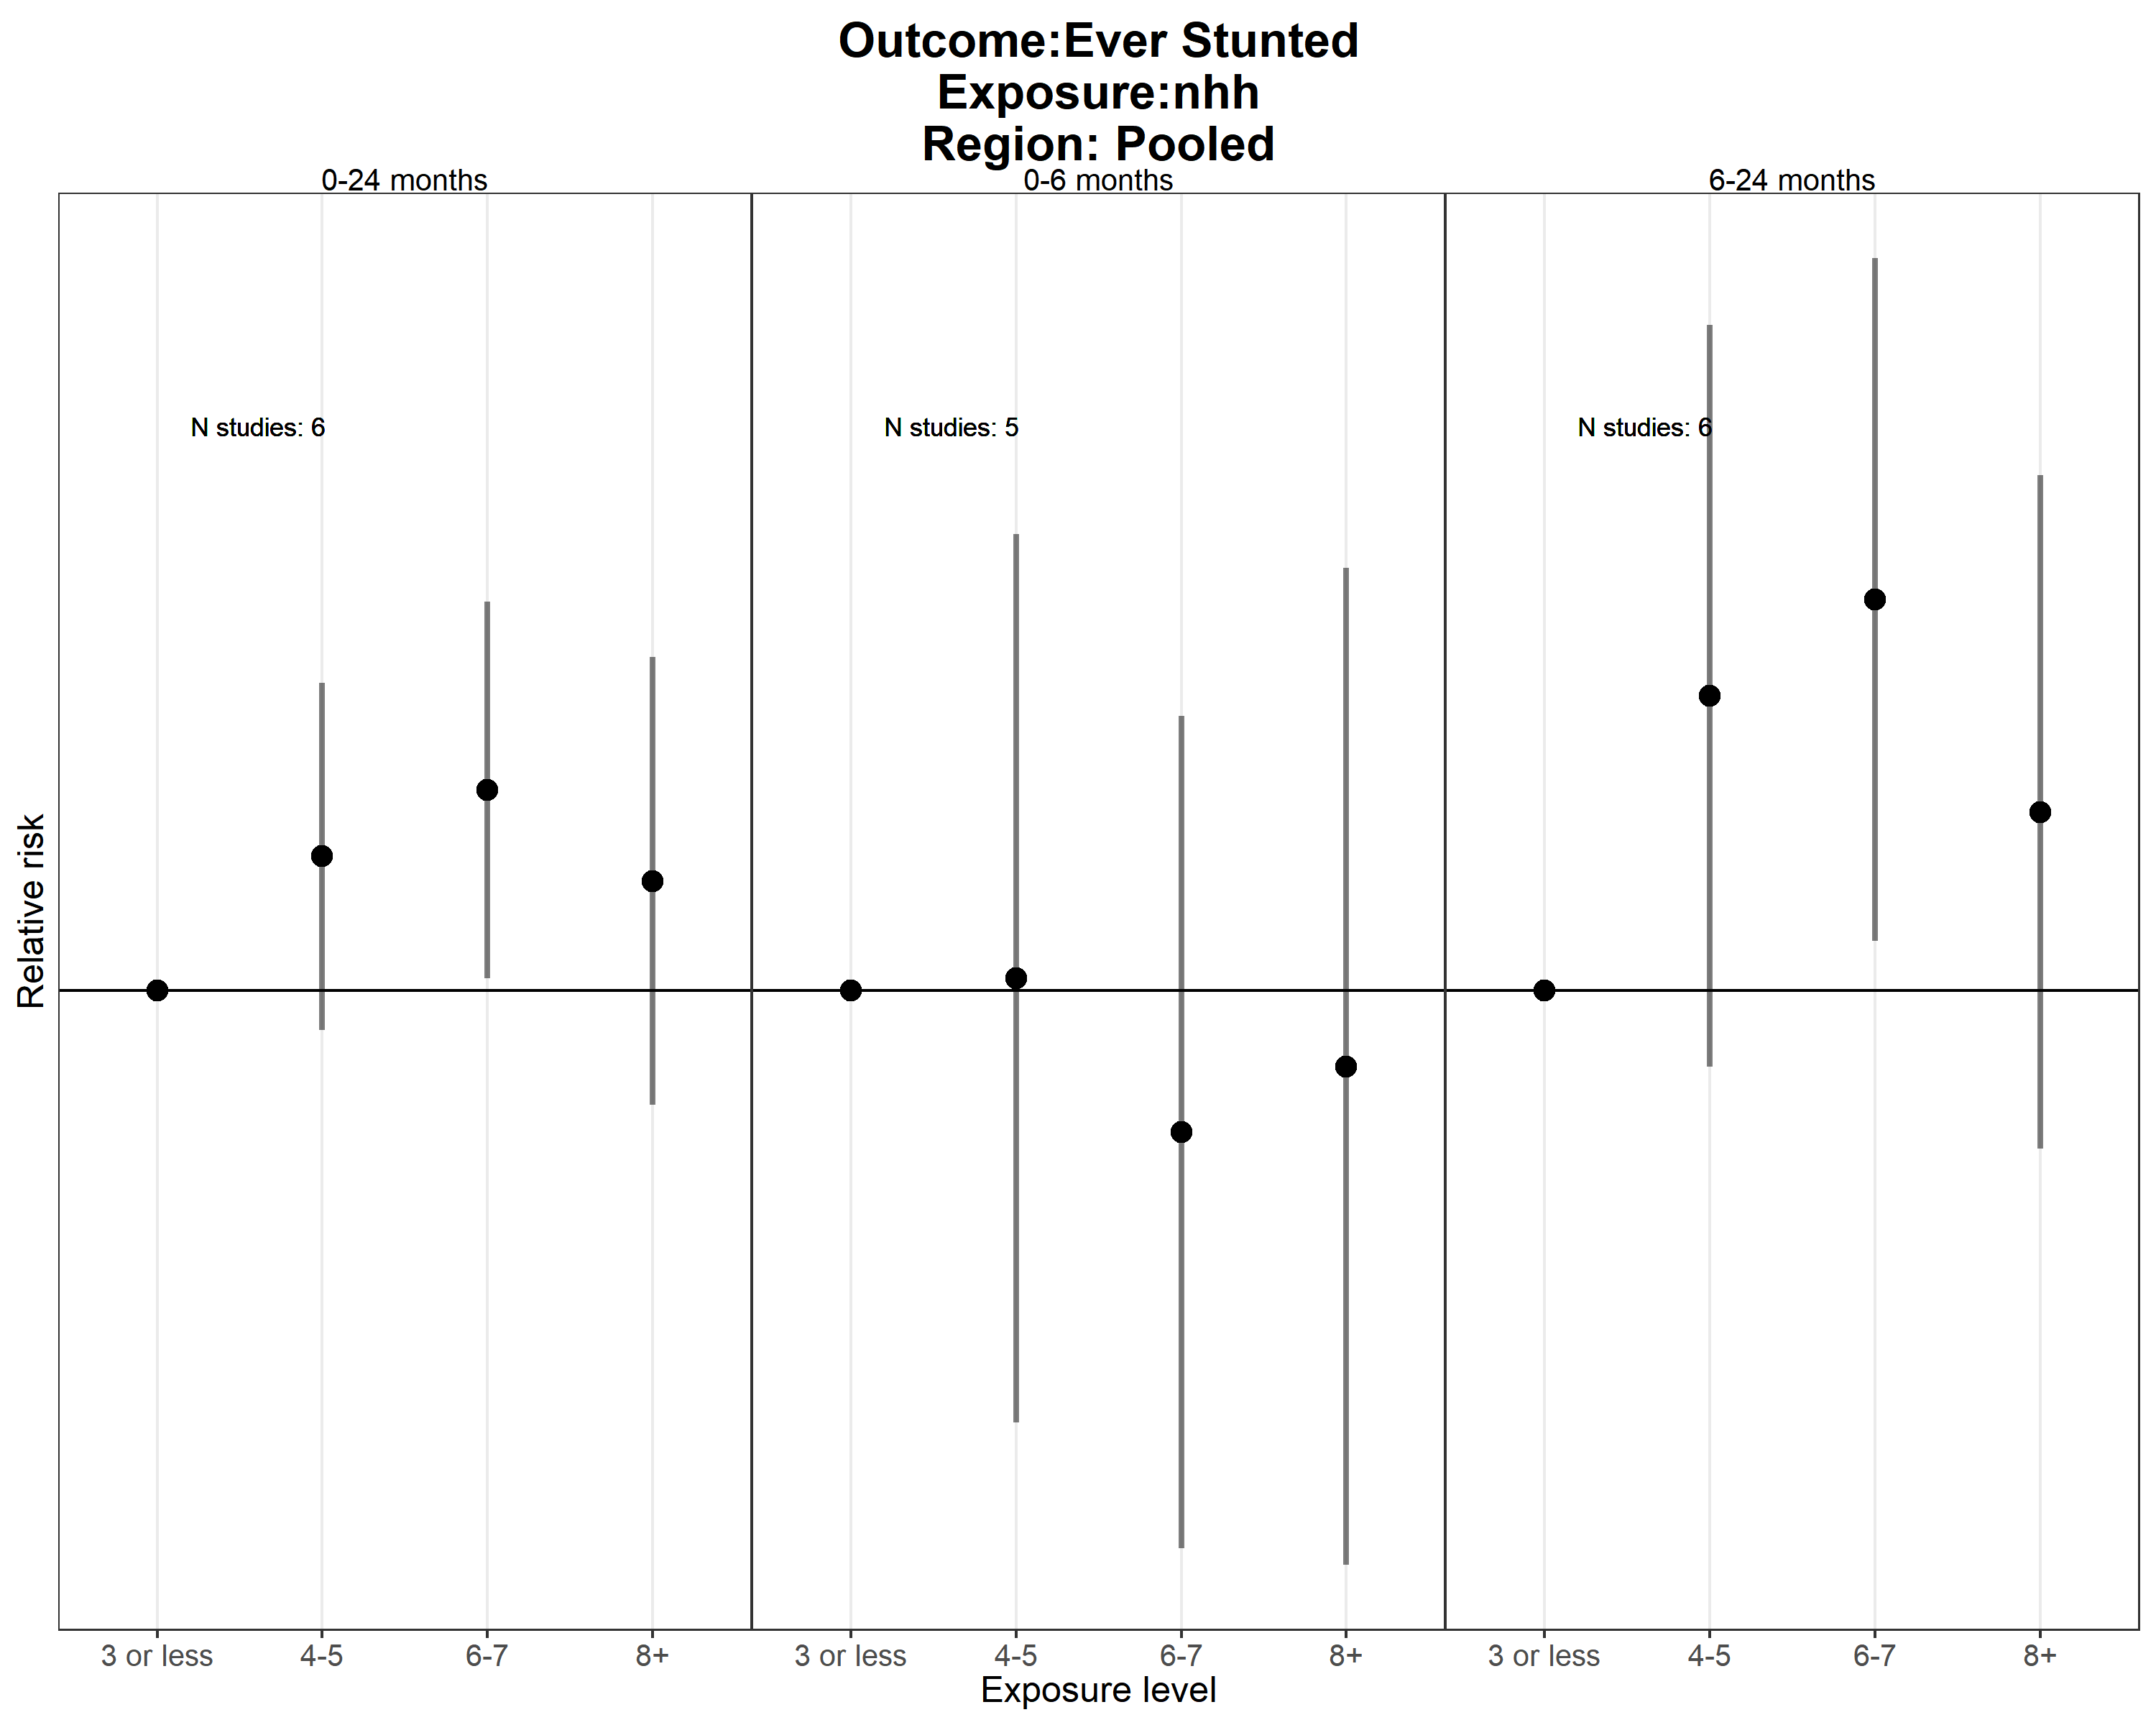 Outcome:Ever Stunted
Exposure:nhh
Region: Pooled
0-24 months
0-6 months
6-24 months
N studies: 6
N studies: 5
N studies: 6
Relative risk
3 or less
4-5
6-7
8+
3 or less
4-5
6-7
8+
3 or less
4-5
6-7
8+
Exposure level